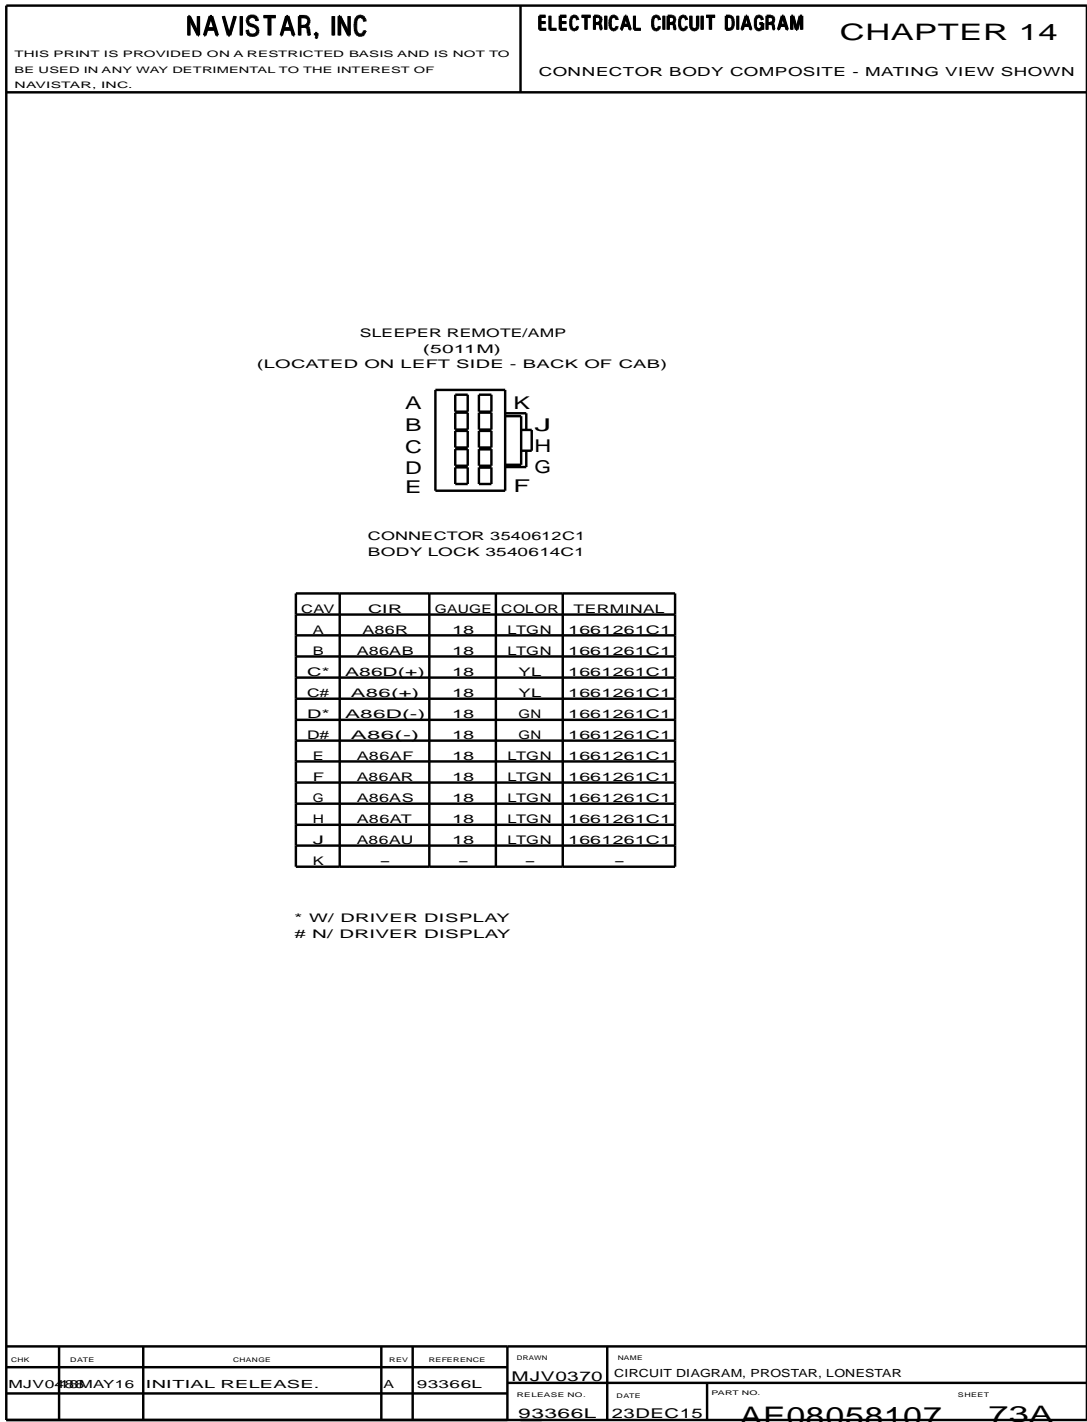 NAVISTAR, INC
THIS PRINT IS PROVIDED ON A RESTRICTED BASIS AND IS NOT TO
BE USED IN ANY WAY DETRIMENTAL TO THE INTEREST OF
NAVISTAR, INC.
ELECTRICAL CIRCUIT DIAGRAM CHAPTER 14
CONNECTOR BODY COMPOSITE - MATING VIEW SHOWN
SLEEPER REMOTE/AMP
(5011M)
(LOCATED ON LEFT SIDE - BACK OF CAB)
A K
B J
C H
D G
E F
CONNECTOR 3540612C1
BODY LOCK 3540614C1
CAV CIR GAUGE COLOR TERMINAL
A A86R 18 LTGN 1661261C1
B A86AB 18 LTGN 1661261C1
C* A86D(+) 18 YL 1661261C1
C# A86(+) 18 YL 1661261C1
D* A86D(-) 18 GN 1661261C1
D# A86(-) 18 GN 1661261C1
E A86AF 18 LTGN 1661261C1
F A86AR 18 LTGN 1661261C1
G A86AS 18 LTGN 1661261C1
H A86AT 18 LTGN 1661261C1
J A86AU 18 LTGN 1661261C1
K – – – –
* W/ DRIVER DISPLAY
# N/ DRIVER DISPLAY
CHK DATE CHANGE REV REFERENCE
INITIAL RELEASE. A 93366L
DRAWN NAME
MJV0370 CIRCUIT DIAGRAM, PROSTAR, LONESTAR
RELEASE NO. DATE PART NO. SHEET
93366L 23DEC15 AE08058107 73A